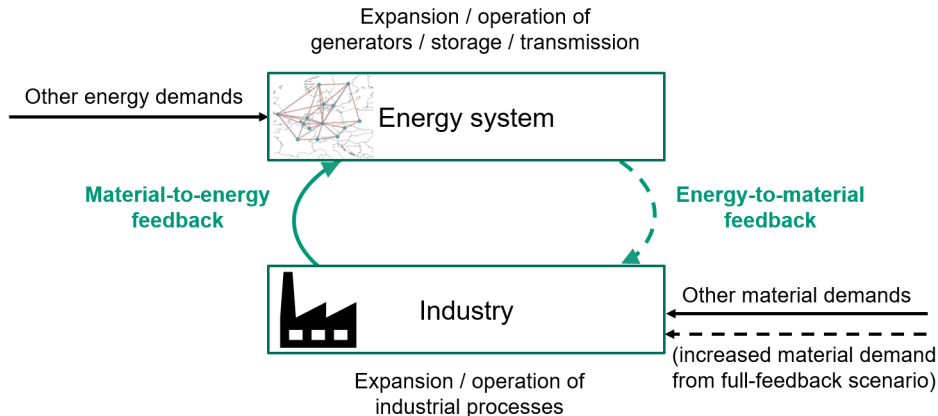 Expansion / operation of
generators / storage / transmission
Other energy demands
Energy system
Material-to-energy
feedback
Energy-to-material
feedback
Industry
Other material demands
(increased material demand
from full-feedback scenario)
Expansion / operation of
industrial processes